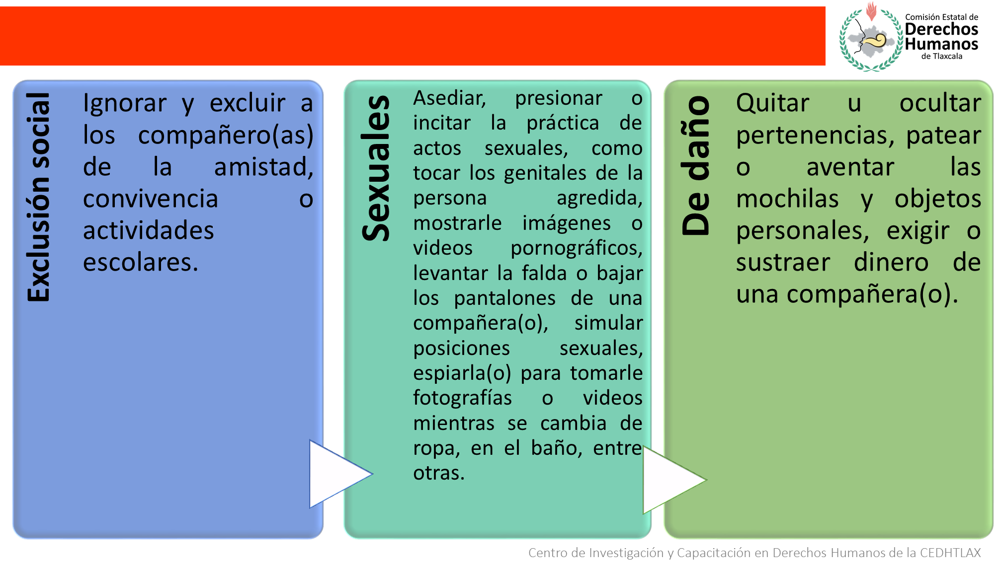 Comisión Estatal de
Derechos
Humanos
de Tlaxcala
Exclusión social
Ignorar y excluir a
los compañero(as)
de la amistad,
convivencia o
actividades
escolares.
Sexuales
Asediar, presionar o
incitar la práctica de
actos sexuales, como
tocar los genitales de la
persona agredida,
mostrarle imágenes o
videos pornográficos,
levantar la falda o bajar
los pantalones de una
compañera(o), simular
posiciones sexuales,
espiarla(o) para tomarle
fotografías o videos
mientras se cambia de
ropa, en el baño, entre
otras.
De daño
Quitar u ocultar
pertenencias, patear
o aventar las
mochilas y objetos
personales, exigir o
sustraer dinero de
una compañera(o).
Centro de Investigación y Capacitación en Derechos Humanos de la CEDHTLAX